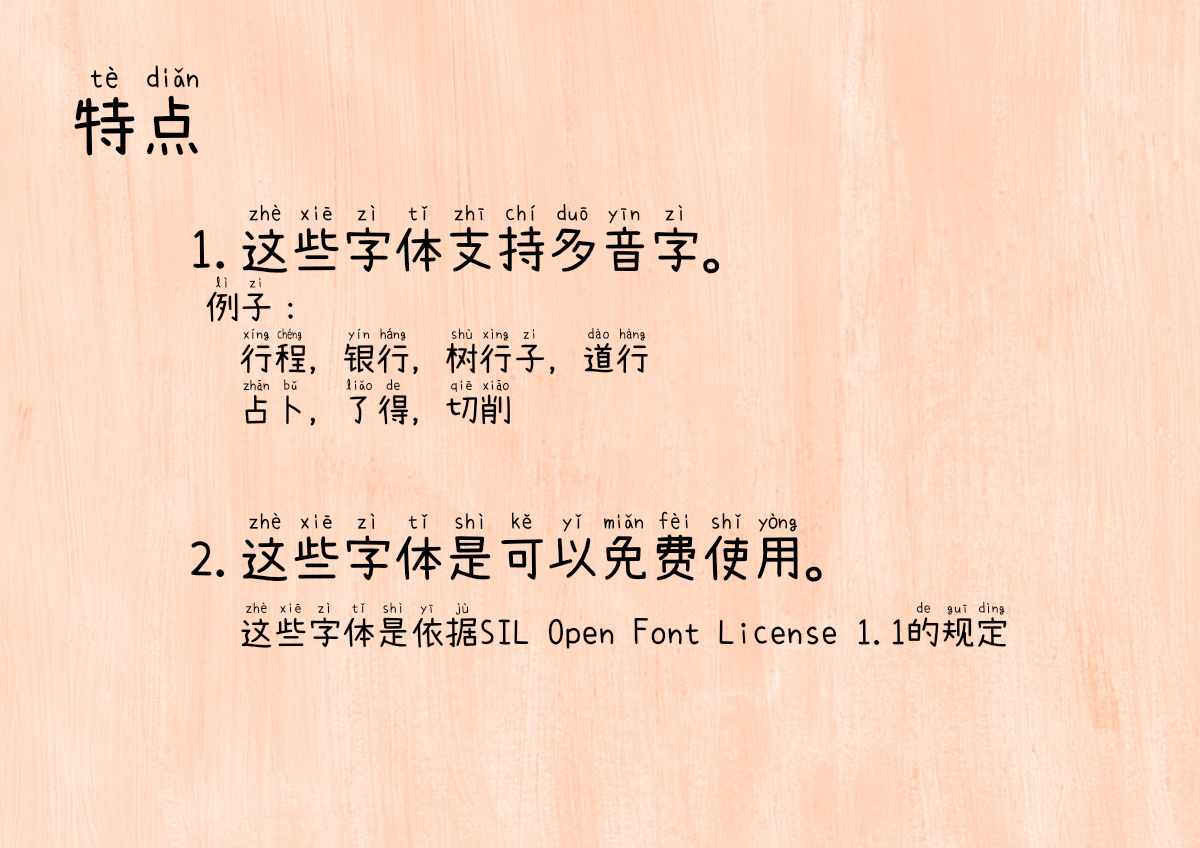 tè diǎn
特点
zhè xiē zì tǐ zhī chí duō yīn zì
1. 这些字体支持多音字。
lì zi
例子：
xíng chéng yín háng shù xìng zi dào hàng
行程，银行，树行子，道行
zhān bǔ liǎo de qiē xiāo
占卜，了得，切削
zhè xiē zì tǐ shì kě yǐ miǎn fèi shǐ yòng
2. 这些字体是可以免费使用。
zhè xiē zì tǐ shì yī jù de guī dìng
这些字体是依据SIL Open Font License 1.1的规定